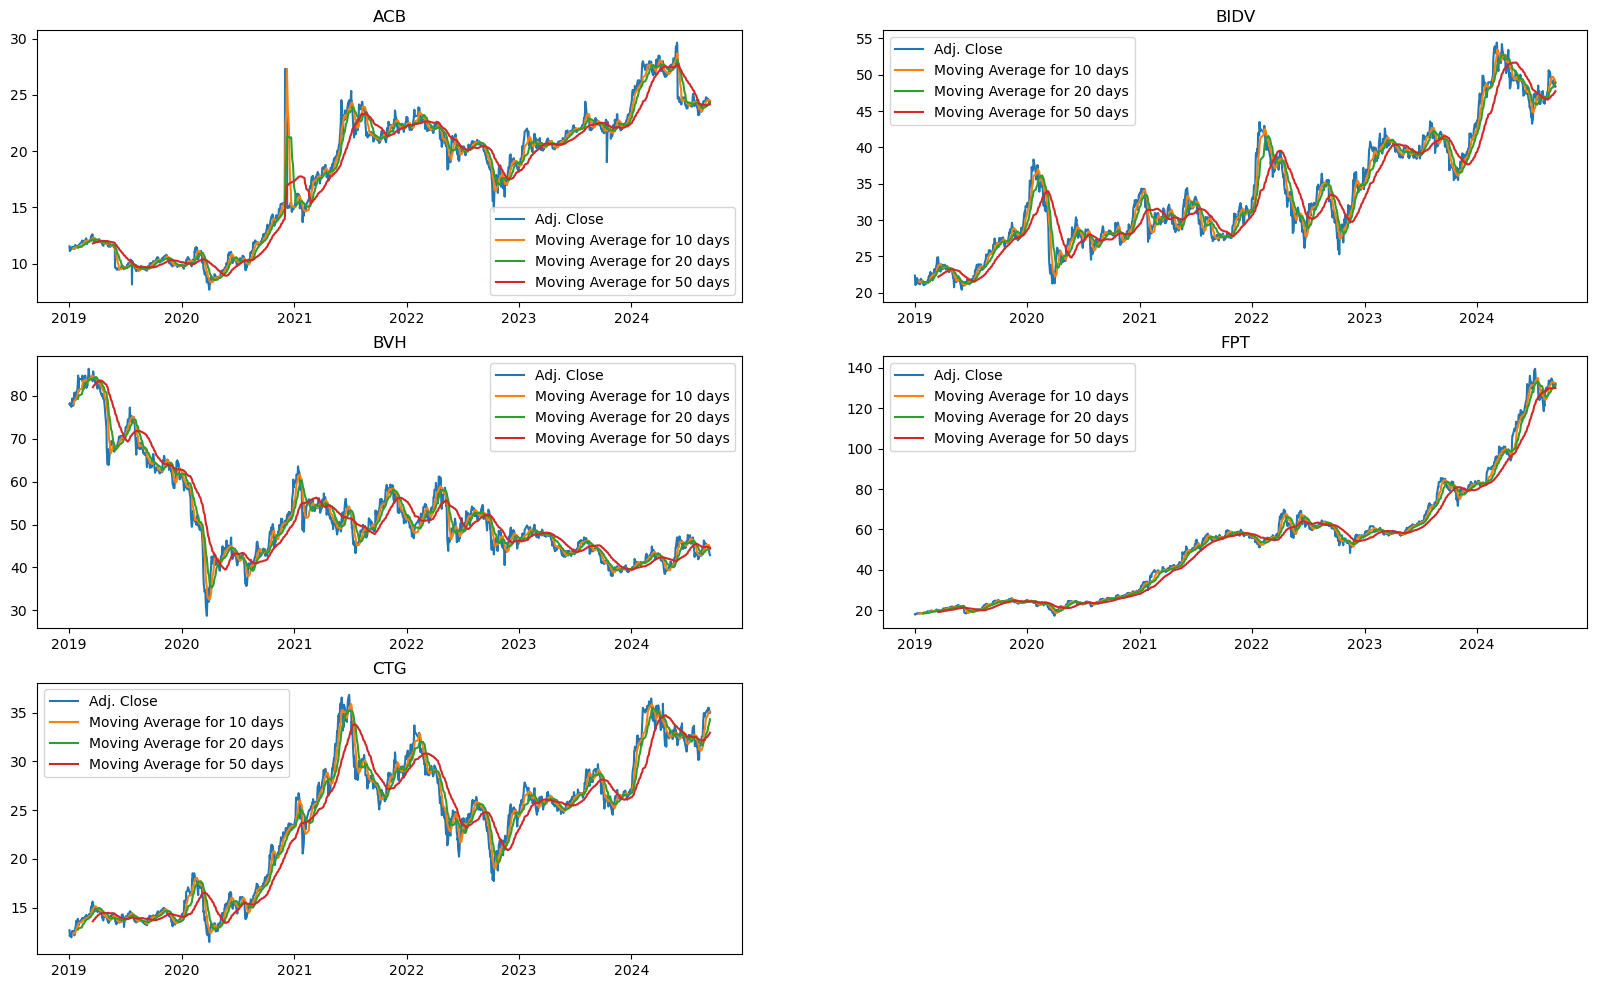 ACB
30
25
20
15
10
Adj. Close
Moving Average for 10 days
Moving Average for 20 days
Moving Average for 50 days
2019 2020 2021 2022 2023 2024
BIDV
55
50
45
40
35
30
25
20
Adj. Close
Moving Average for 10 days
Moving Average for 20 days
Moving Average for 50 days
2019 2020 2021 2022 2023 2024
BVH
80
70
60
50
40
30
Adj. Close
Moving Average for 10 days
Moving Average for 20 days
Moving Average for 50 days
2019 2020 2021 2022 2023 2024
FPT
140
120
100
80
60
40
20
Adj. Close
Moving Average for 10 days
Moving Average for 20 days
Moving Average for 50 days
2019 2020 2021 2022 2023 2024
CTG
35
30
25
20
15
Adj. Close
Moving Average for 10 days
Moving Average for 20 days
Moving Average for 50 days
2019 2020 2021 2022 2023 2024